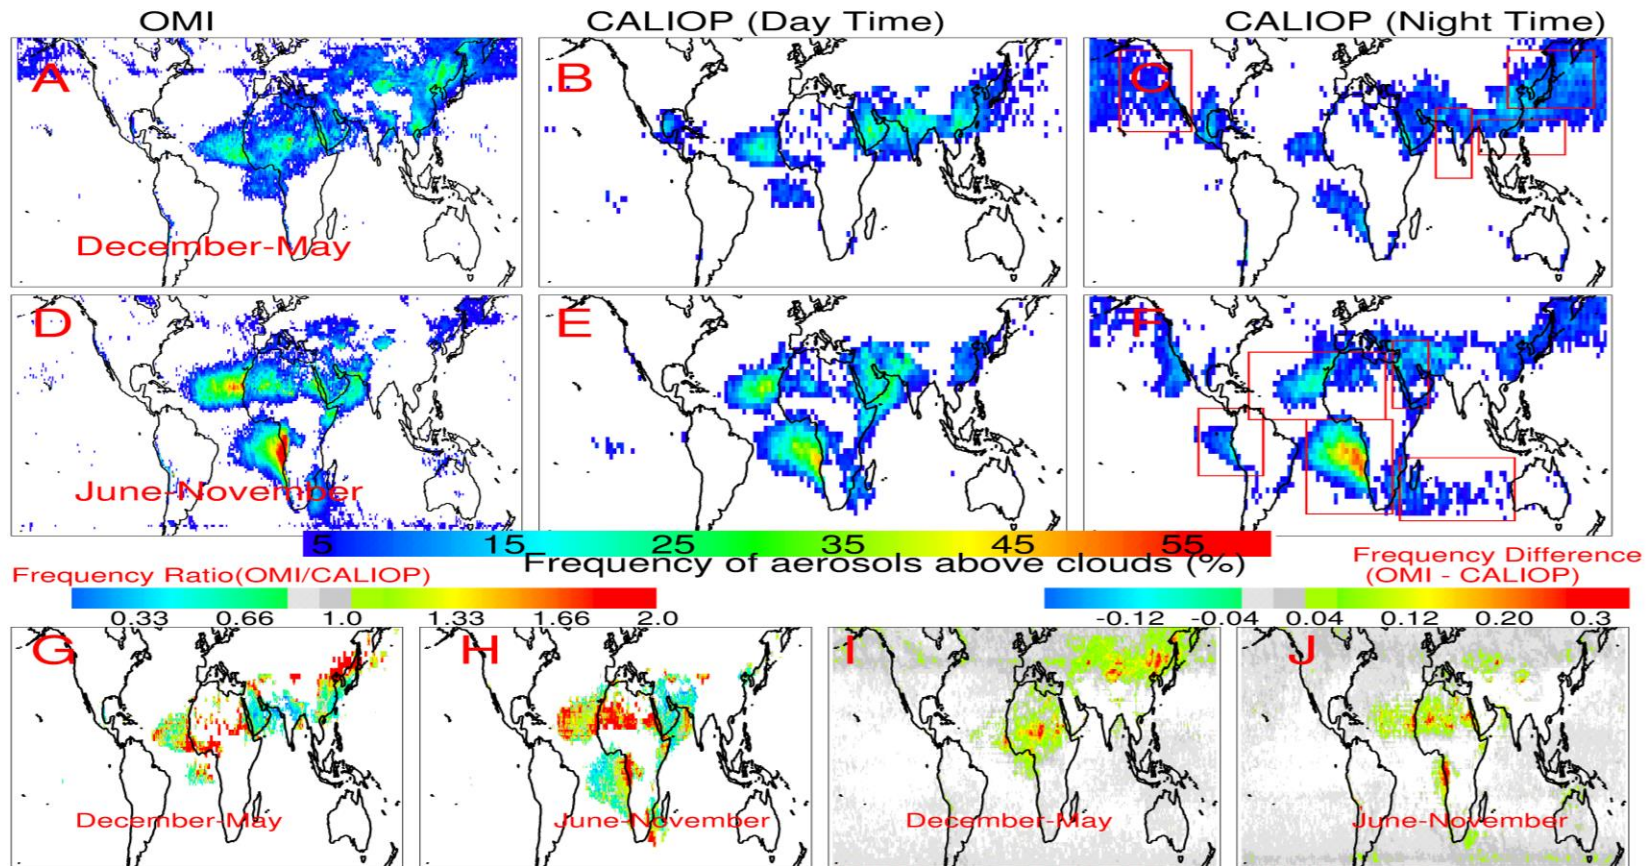 OMI
CALIOP (Day Time)
CALIOP (Night Time)
A
B
C
December-May
D
E
F
June-November
5 15 25 35 45 55
Frequency of aerosols above clouds (%)
Frequency Ratio(OMI/CALIOP)
Frequency Difference
(OMI - CALIOP)
0.33 0.66 1.0 1.33 1.66 2.0
-0.12 -0.04 0.04 0.12 0.20 0.3
G
H
I
J
December-May
June-November
December-May
June-November